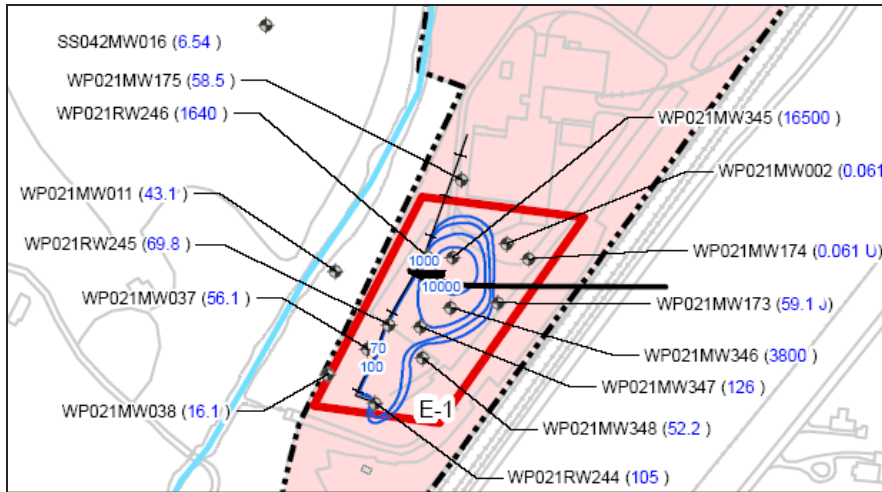 SS042MW016 (6.54 )
WP021MW175 (58.5 )
WP021RW246 (1640 )
WP021MW345 (16500 )
WP021MW002 (0.061
WP021MW011 (43.1 )
WP021RW245 (69.8 )
WP021MW174 (0.061 U)
1000
10000
WP021MW037 (56.1 )
WP021MW173 (59.1 J)
70
100
WP021MW346 (3800 )
WP021MW347 (126 )
WP021MW038 (16.1 )
E-1
WP021MW348 (52.2 )
WP021RW244 (105 )